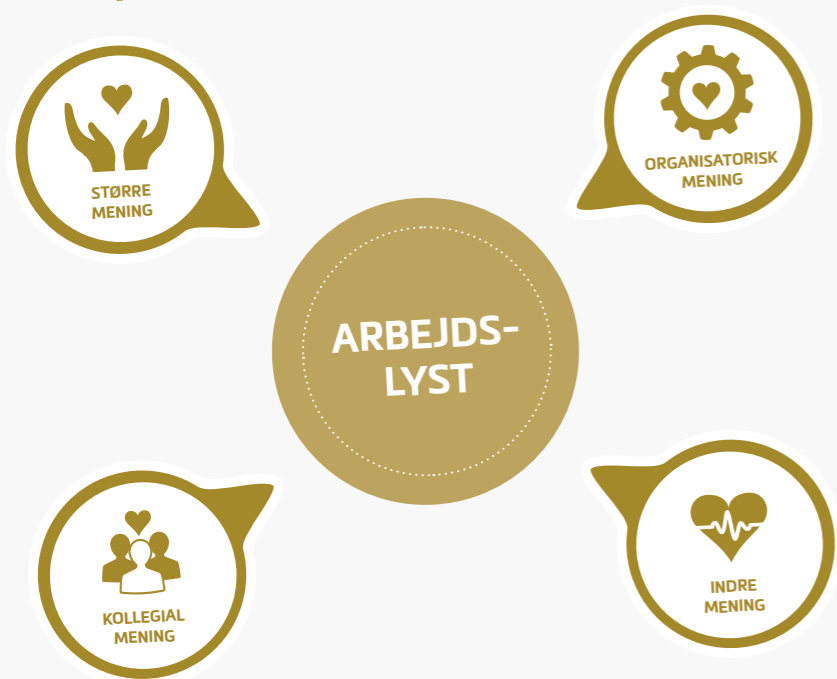 STØRRE
MENING
ORGANISATORISK
MENING
ARBEJDS-
LYST
KOLLEGIAL
MENING
INDRE
MENING